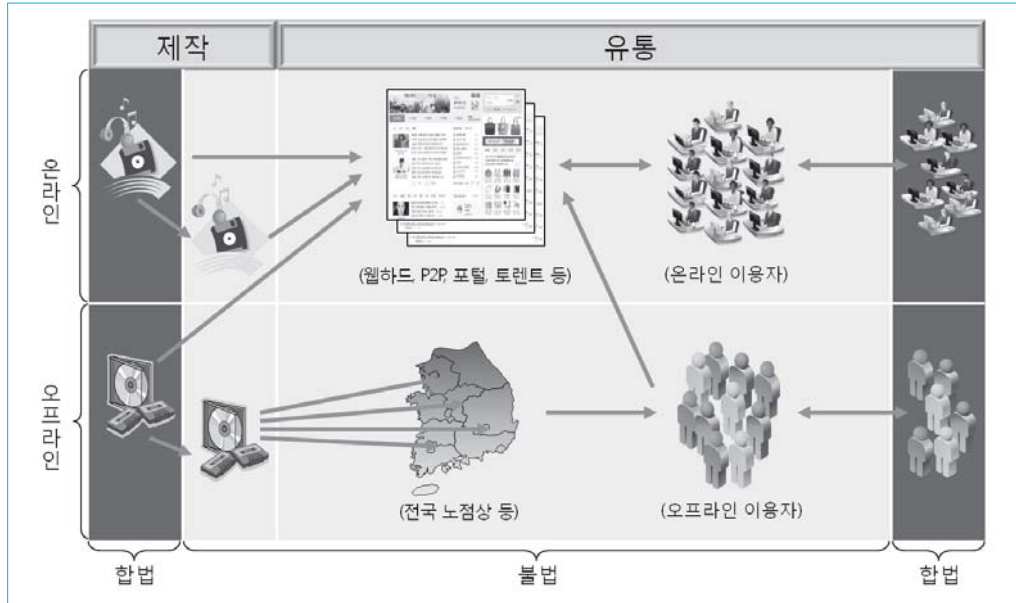 제작
유통
온라인
(웹하드, P2P, 포털, 토렌트 등)
(온라인 이용자)
오프라인
(전국 노점상 등)
(오프라인 이용자)
합법
불법
합법